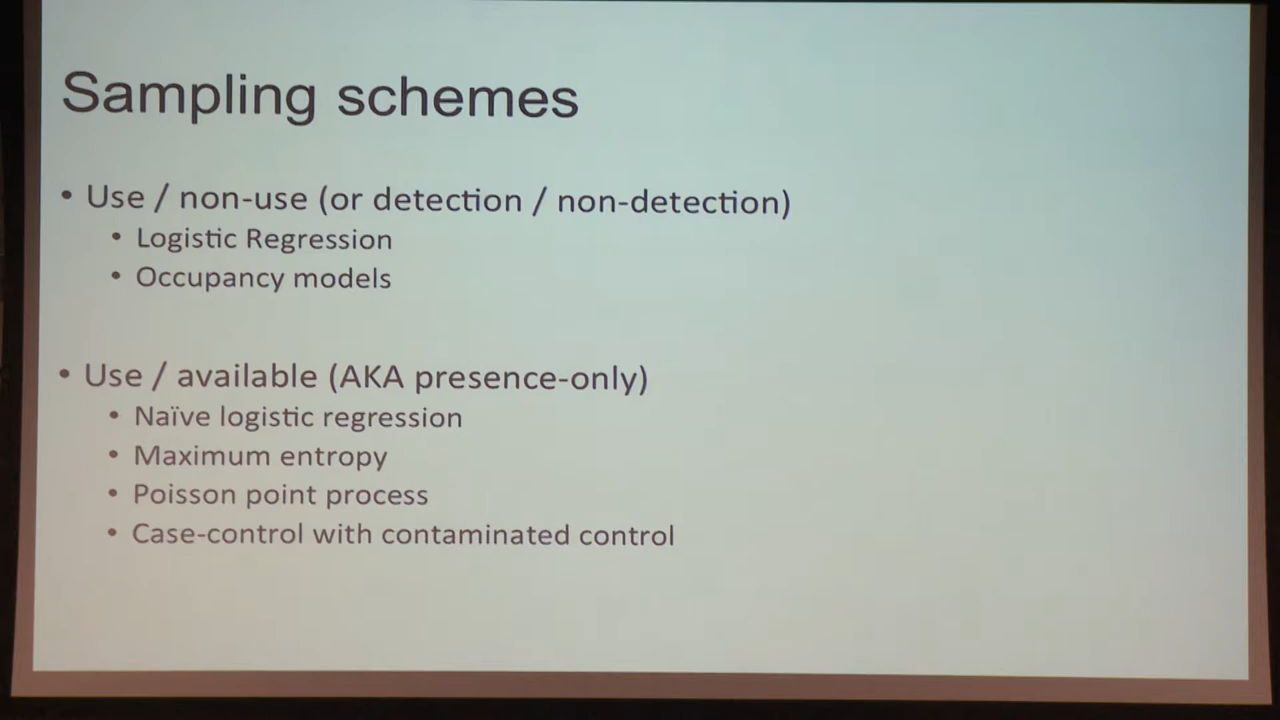 Sampling schemes
• Use / non-use (or detection / non-detection)
• Logistic Regression
• Occupancy models
• Use / available (AKA presence-only)
• Naïve logistic regression
• Maximum entropy
• Poisson point process
• Case-control with contaminated control